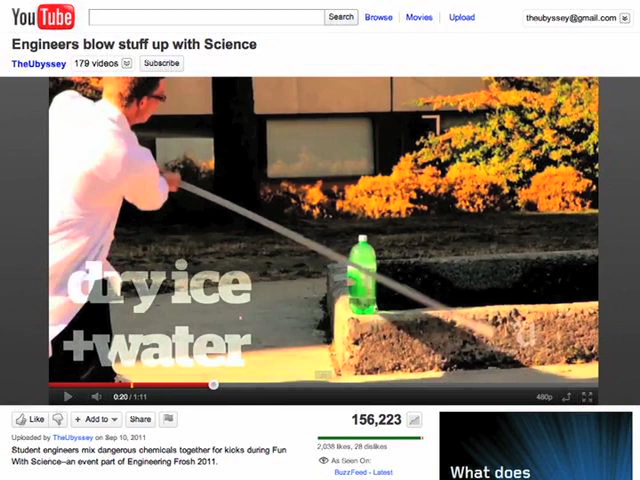 YouTube
Search
Browse
Movies
Upload
theubyssey@gmail.com
Engineers blow stuff up with Science
TheUbyssey 179 videos
Subscribe
dry ice
+water
0:20 / 1:11
480p
Like
+ Add to
Share
156,223
Uploaded by TheUbyssey on Sep 10, 2011
2,038 likes, 28 dislikes
Student engineers mix dangerous chemicals together for kicks during Fun
With Science--an event part of Engineering Frosh 2011.
As Seen On:
BuzzFeed - Latest
What does